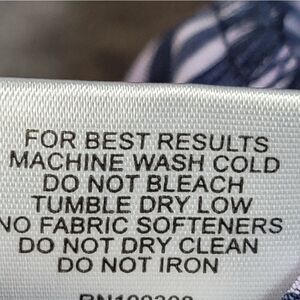 FOR BEST RESULTS
MACHINE WASH COLD
DO NOT BLEACH
TUMBLE DRY LOW
NO FABRIC SOFTENERS
DO NOT DRY CLEAN
DO NOT IRON